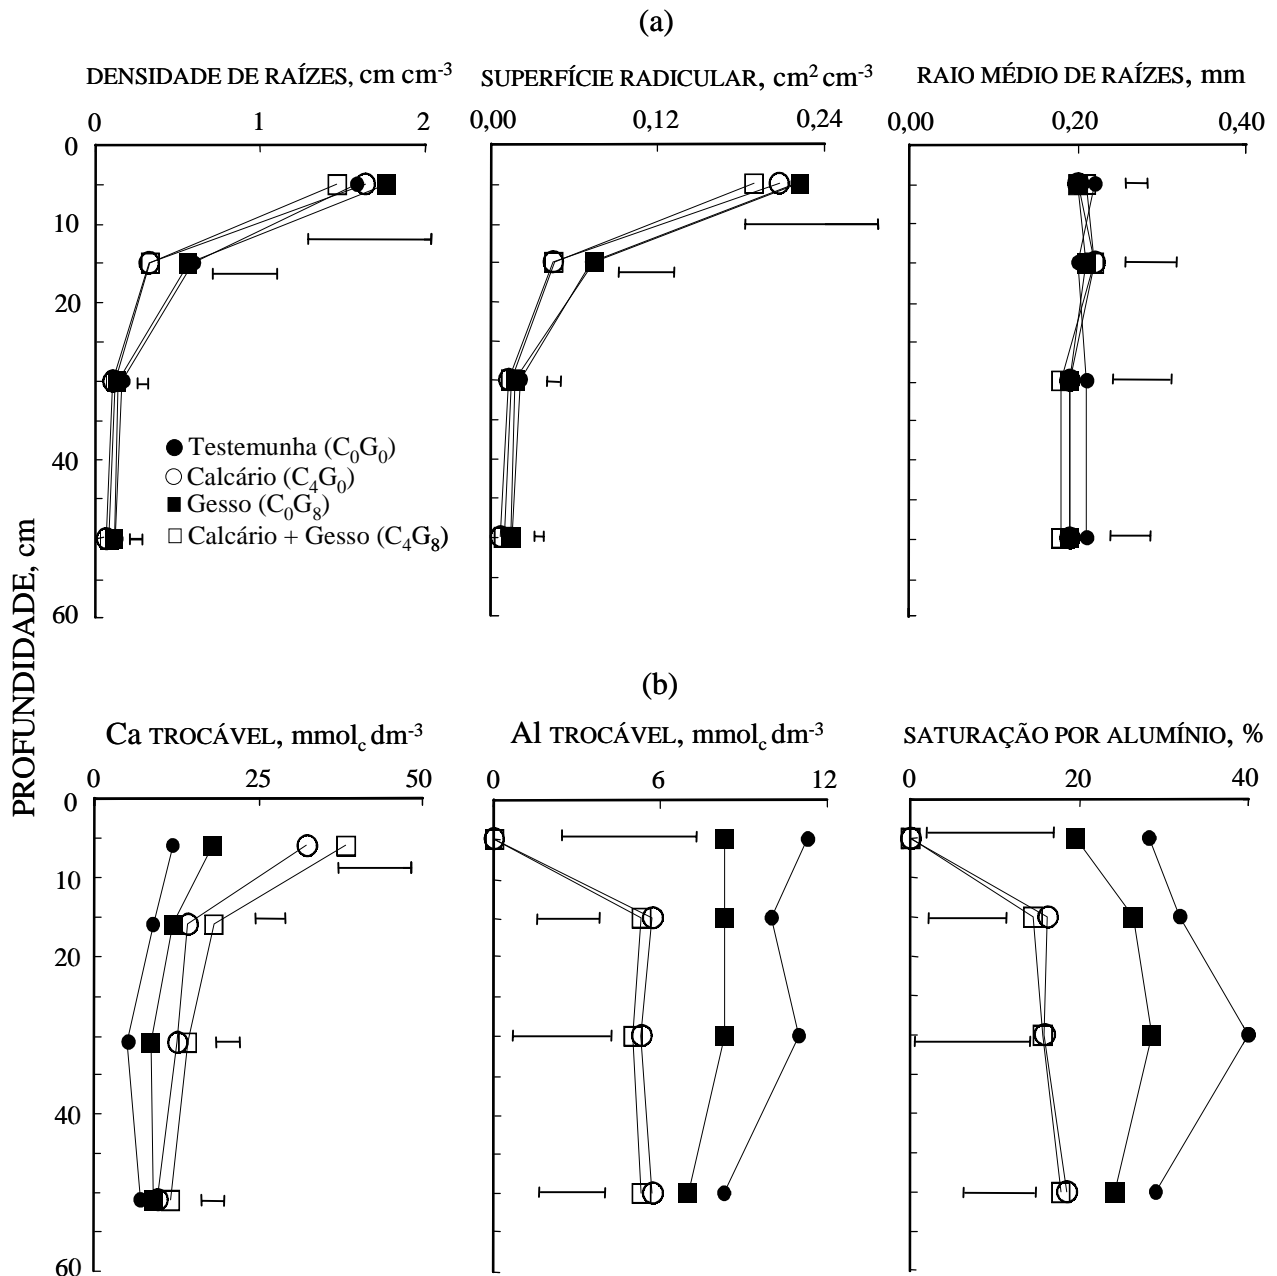 (a)
DENSIDADE DE RAÍZES, cm cm-3
SUPERFÍCIE RADICULAR, cm2 cm-3
RAIO MÉDIO DE RAÍZES, mm
0 1 2
0,00 0,12 0,24
0,00 0,20 0,40
0
10
20
40
60
Testemunha (C0G0)
Calcário (C4G0)
Gesso (C0G8)
Calcário + Gesso (C4G8)
PROFUNDIDADE, cm
(b)
Ca TROCÁVEL, mmolc dm-3
Al TROCÁVEL, mmolc dm-3
SATURAÇÃO POR ALUMÍNIO, %
0 25 50
0 6 12
0 20 40
0
10
20
40
60